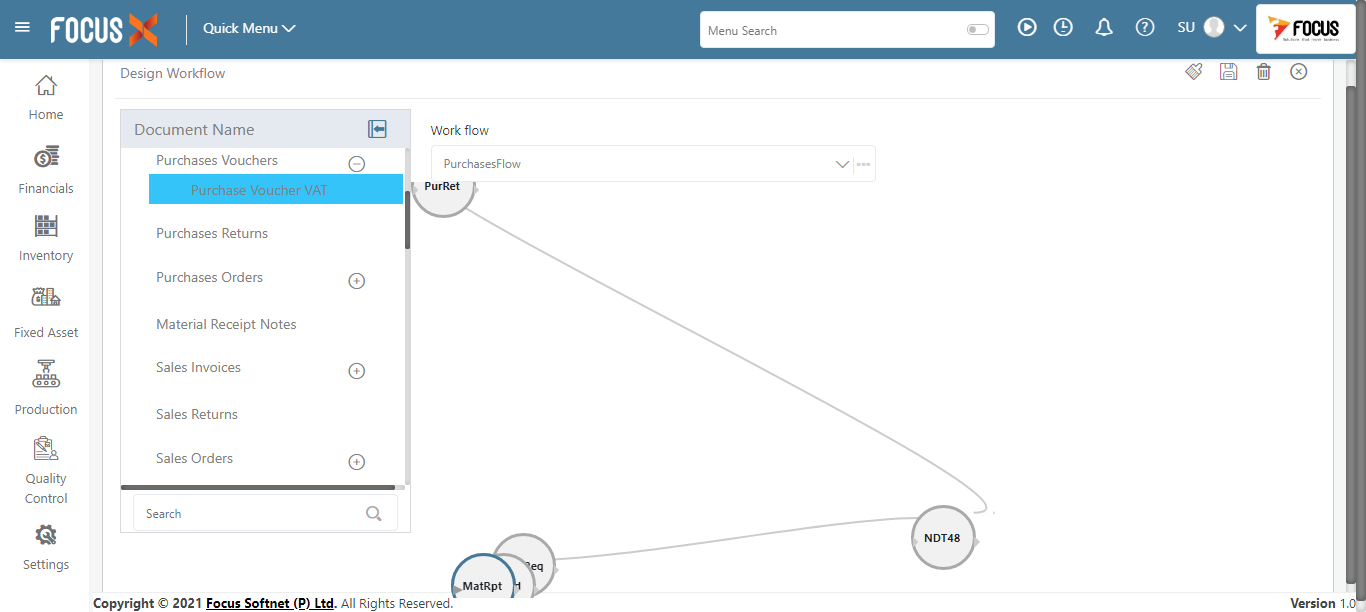 FOCUS X
Quick Menu
Menu Search
SU
FOCUS
Design Workflow
Home
Financials
Inventory
Fixed Asset
Production
Quality
Control
Settings
Document Name
Purchases Vouchers
Purchase Voucher VAT
Purchases Returns
Purchases Orders
Material Receipt Notes
Sales Invoices
Sales Returns
Sales Orders
Search
Work flow
PurchasesFlow
PurRet
NDT48
eq
MatRpt
H
Copyright © 2021 Focus Softnet (P) Ltd. All Rights Reserved.
Version 1.0